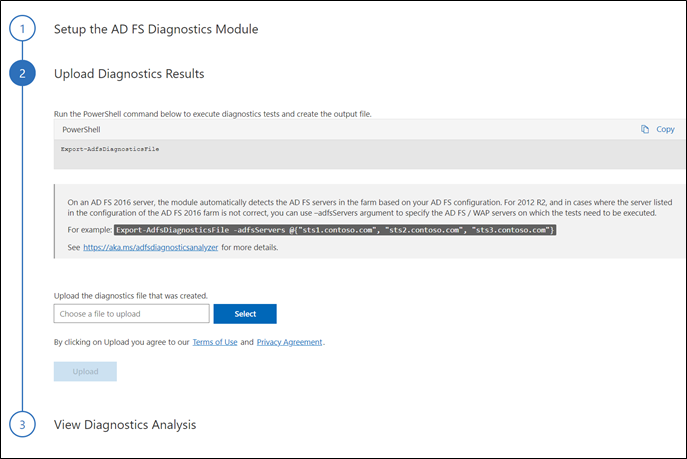 1
Setup the AD FS Diagnostics Module
2
Upload Diagnostics Results
Run the PowerShell command below to execute diagnostics tests and create the output file.
PowerShell
Copy
Export-AdfsDiagnosticsFile
On an AD FS 2016 server, the module automatically detects the AD FS servers in the farm based on your AD FS configuration. For 2012 R2, and in cases where the server listed
in the configuration of the AD FS 2016 farm is not correct, you can use –adfsServers argument to specify the AD FS / WAP servers on which the tests need to be executed.
For example: Export-AdfsDiagnosticsFile -adfsServers @{"sts1.contoso.com", "sts2.contoso.com", "sts3.contoso.com"}
See https://aka.ms/adfsdiagnosticsanalyzer for more details.
Upload the diagnostics file that was created.
Choose a file to upload
Select
By clicking on Upload you agree to our Terms of Use and Privacy Agreement.
Upload
3
View Diagnostics Analysis